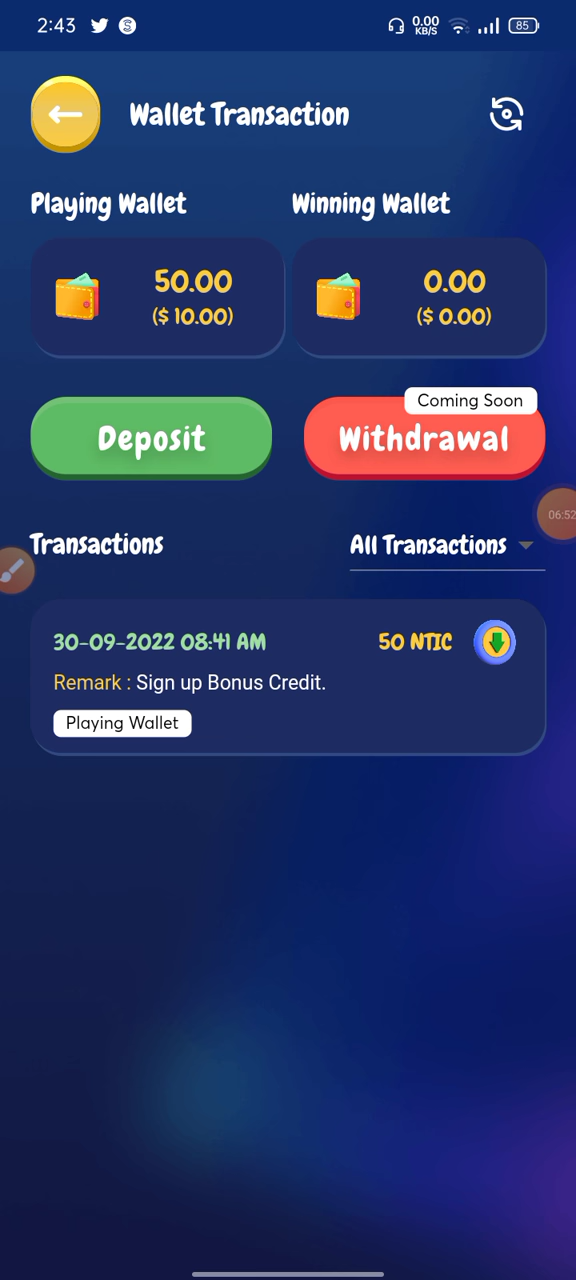 2:43
0.00
KB/S
85
Wallet Transaction
Playing Wallet
Winning Wallet
50.00
($ 10.00)
0.00
($ 0.00)
Coming Soon
Deposit
Withdrawal
06:52
Transactions
All Transactions
30-09-2022 08:41 AM
50 NTIC
Remark : Sign up Bonus Credit.
Playing Wallet